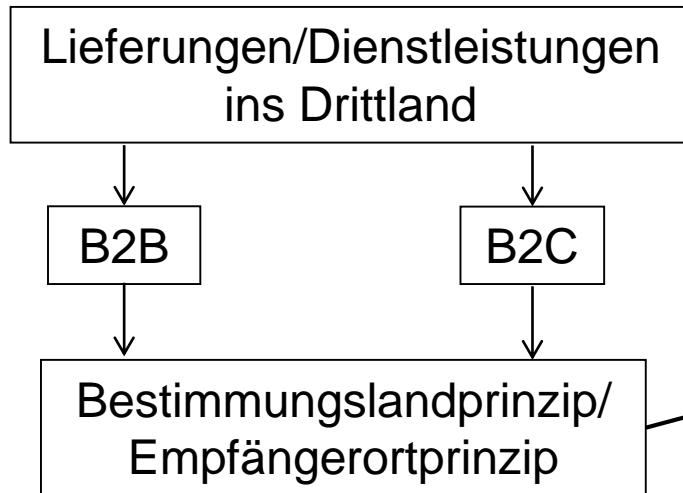 Lieferungen/Dienstleistungen
ins Drittland
B2B
B2C
Bestimmungslandprinzip/
Empfängerortprinzip